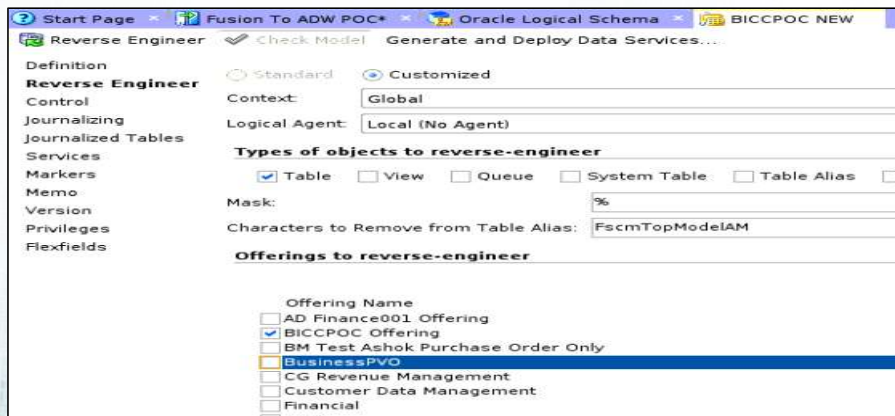 Start Page Fusion To ADW POC* Oracle Logical Schema BICCPOC NEW
Reverse Engineer Check Model Generate and Deploy Data Services...
Definition
Reverse Engineer
Control
Journalizing
Journalized Tables
Services
Markers
Memo
Version
Privileges
Flexfields
Standard Customized
Context: Global
Logical Agent: Local (No Agent)
Types of objects to reverse-engineer
Table View Queue System Table Table Alias
Mask: %
Characters to Remove from Table Alias: FscmTopModelAM
Offerings to reverse-engineer
Offering Name
AD Finance001 Offering
BICCPOC Offering
BM Test Ashok Purchase Order Only
BusinessPVO
CG Revenue Management
Customer Data Management
Financial